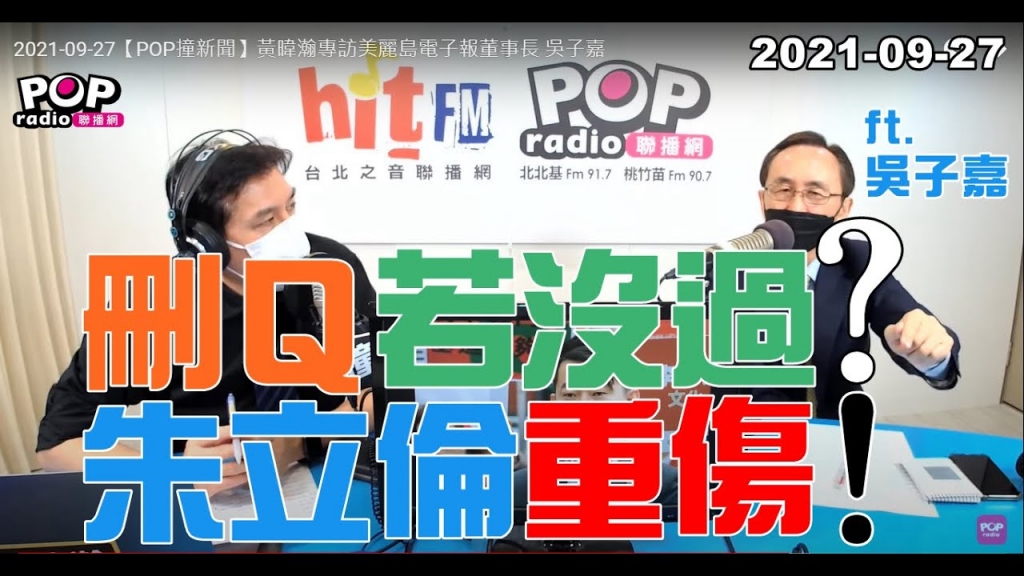 2021-09-27【POP撞新聞】黃暐瀚專訪美麗島電子報董事長 吳子嘉
2021-09-27
POP
radio 聯播網
hit FM
台北之音聯播網
POP
radio 聯播網
北北基 Fm 91.7 桃竹苗 Fm 90.7
ft.
吳子嘉
刪Q若沒過?
朱立倫重傷!
POP
radio